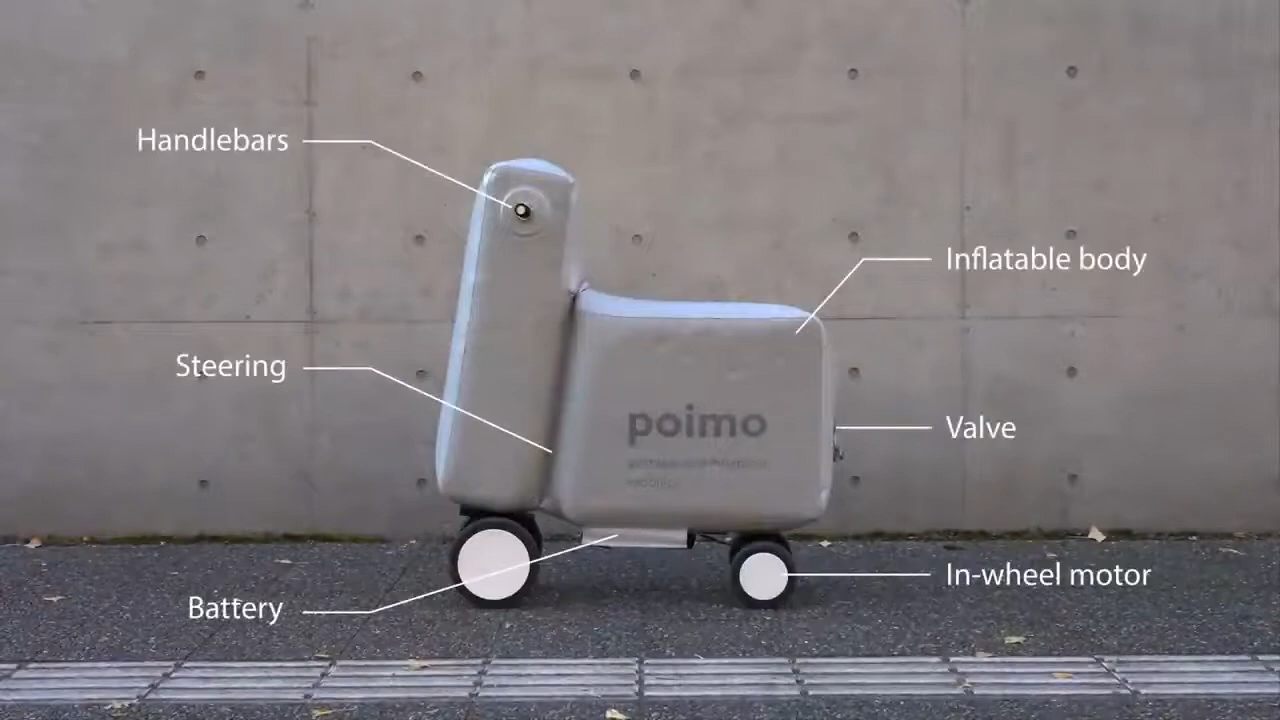 Handlebars
Inflatable body
Steering
poimo
Valve
In-wheel motor
Battery